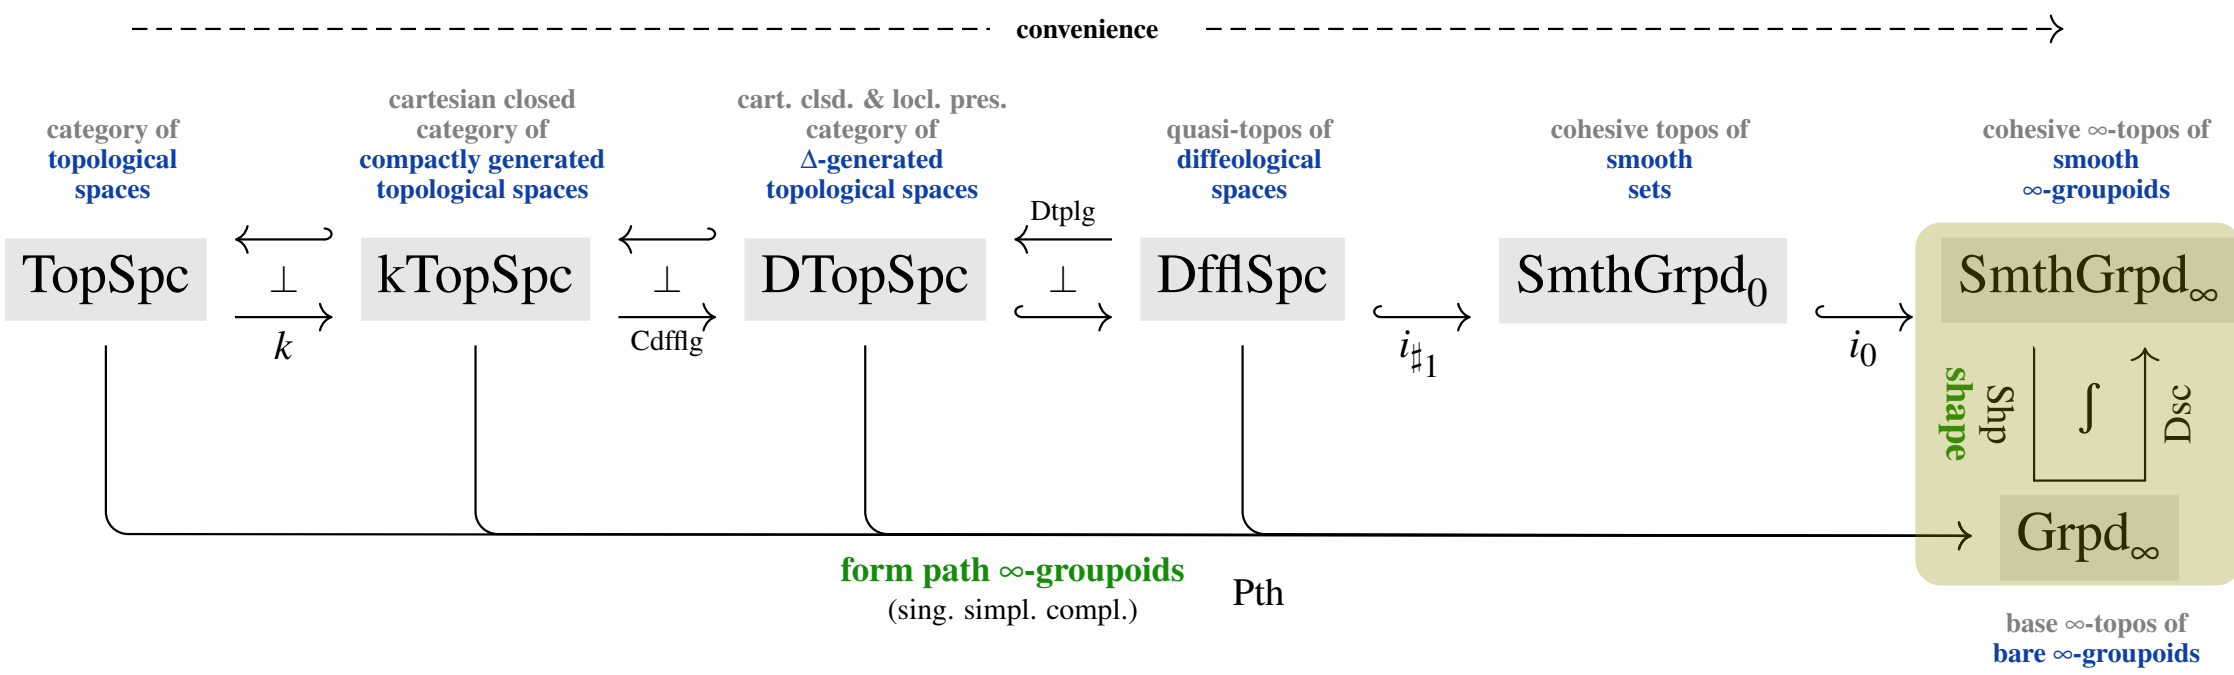 convenience
category of
topological
spaces
cartesian closed
category of
compactly generated
topological spaces
cart. clsd. & locl. pres.
category of
Δ-generated
topological spaces
quasi-topos of
diffeological
spaces
cohesive topos of
smooth
sets
cohesive ∞-topos of
smooth
∞-groupoids
Dtplg
TopSpc ⊥ kTopSpc ⊥ DTopSpc ⊥ DfflSpc SmthGrpd₀ SmthGrpd∞
k
Cdfflg
i♯₁
i₀
shape
Shp
∫
Dsc
Grpd∞
form path ∞-groupoids
(sing. simpl. compl.)
Pth
base ∞-topos of
bare ∞-groupoids